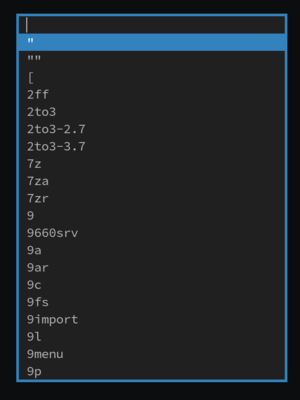 "
""
[
2ff
2to3
2to3-2.7
2to3-3.7
7z
7za
7zr
9
9660srv
9a
9ar
9c
9fs
9import
9l
9menu
9p